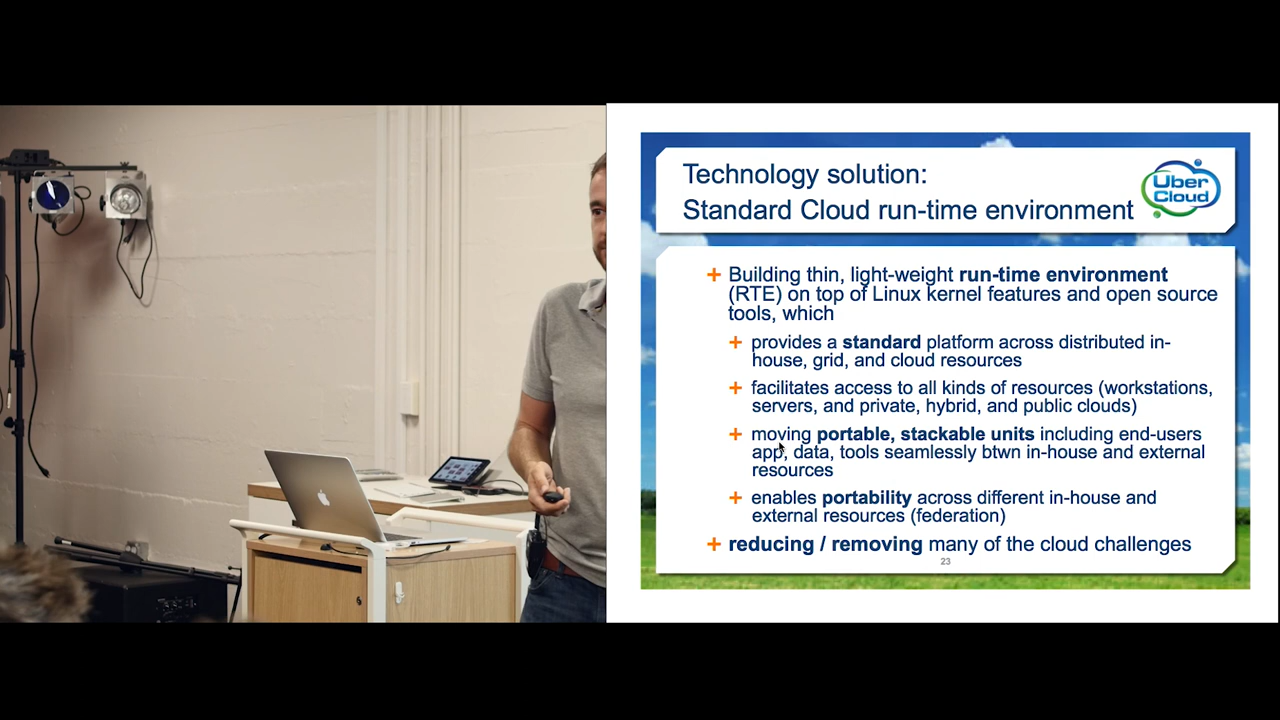 Technology solution:
Standard Cloud run-time environment
Uber
Cloud
+ Building thin, light-weight run-time environment
(RTE) on top of Linux kernel features and open source
tools, which
+ provides a standard platform across distributed in-
house, grid, and cloud resources
+ facilitates access to all kinds of resources (workstations,
servers, and private, hybrid, and public clouds)
+ moving portable, stackable units including end-users
app, data, tools seamlessly btwn in-house and external
resources
+ enables portability across different in-house and
external resources (federation)
+ reducing / removing many of the cloud challenges
23